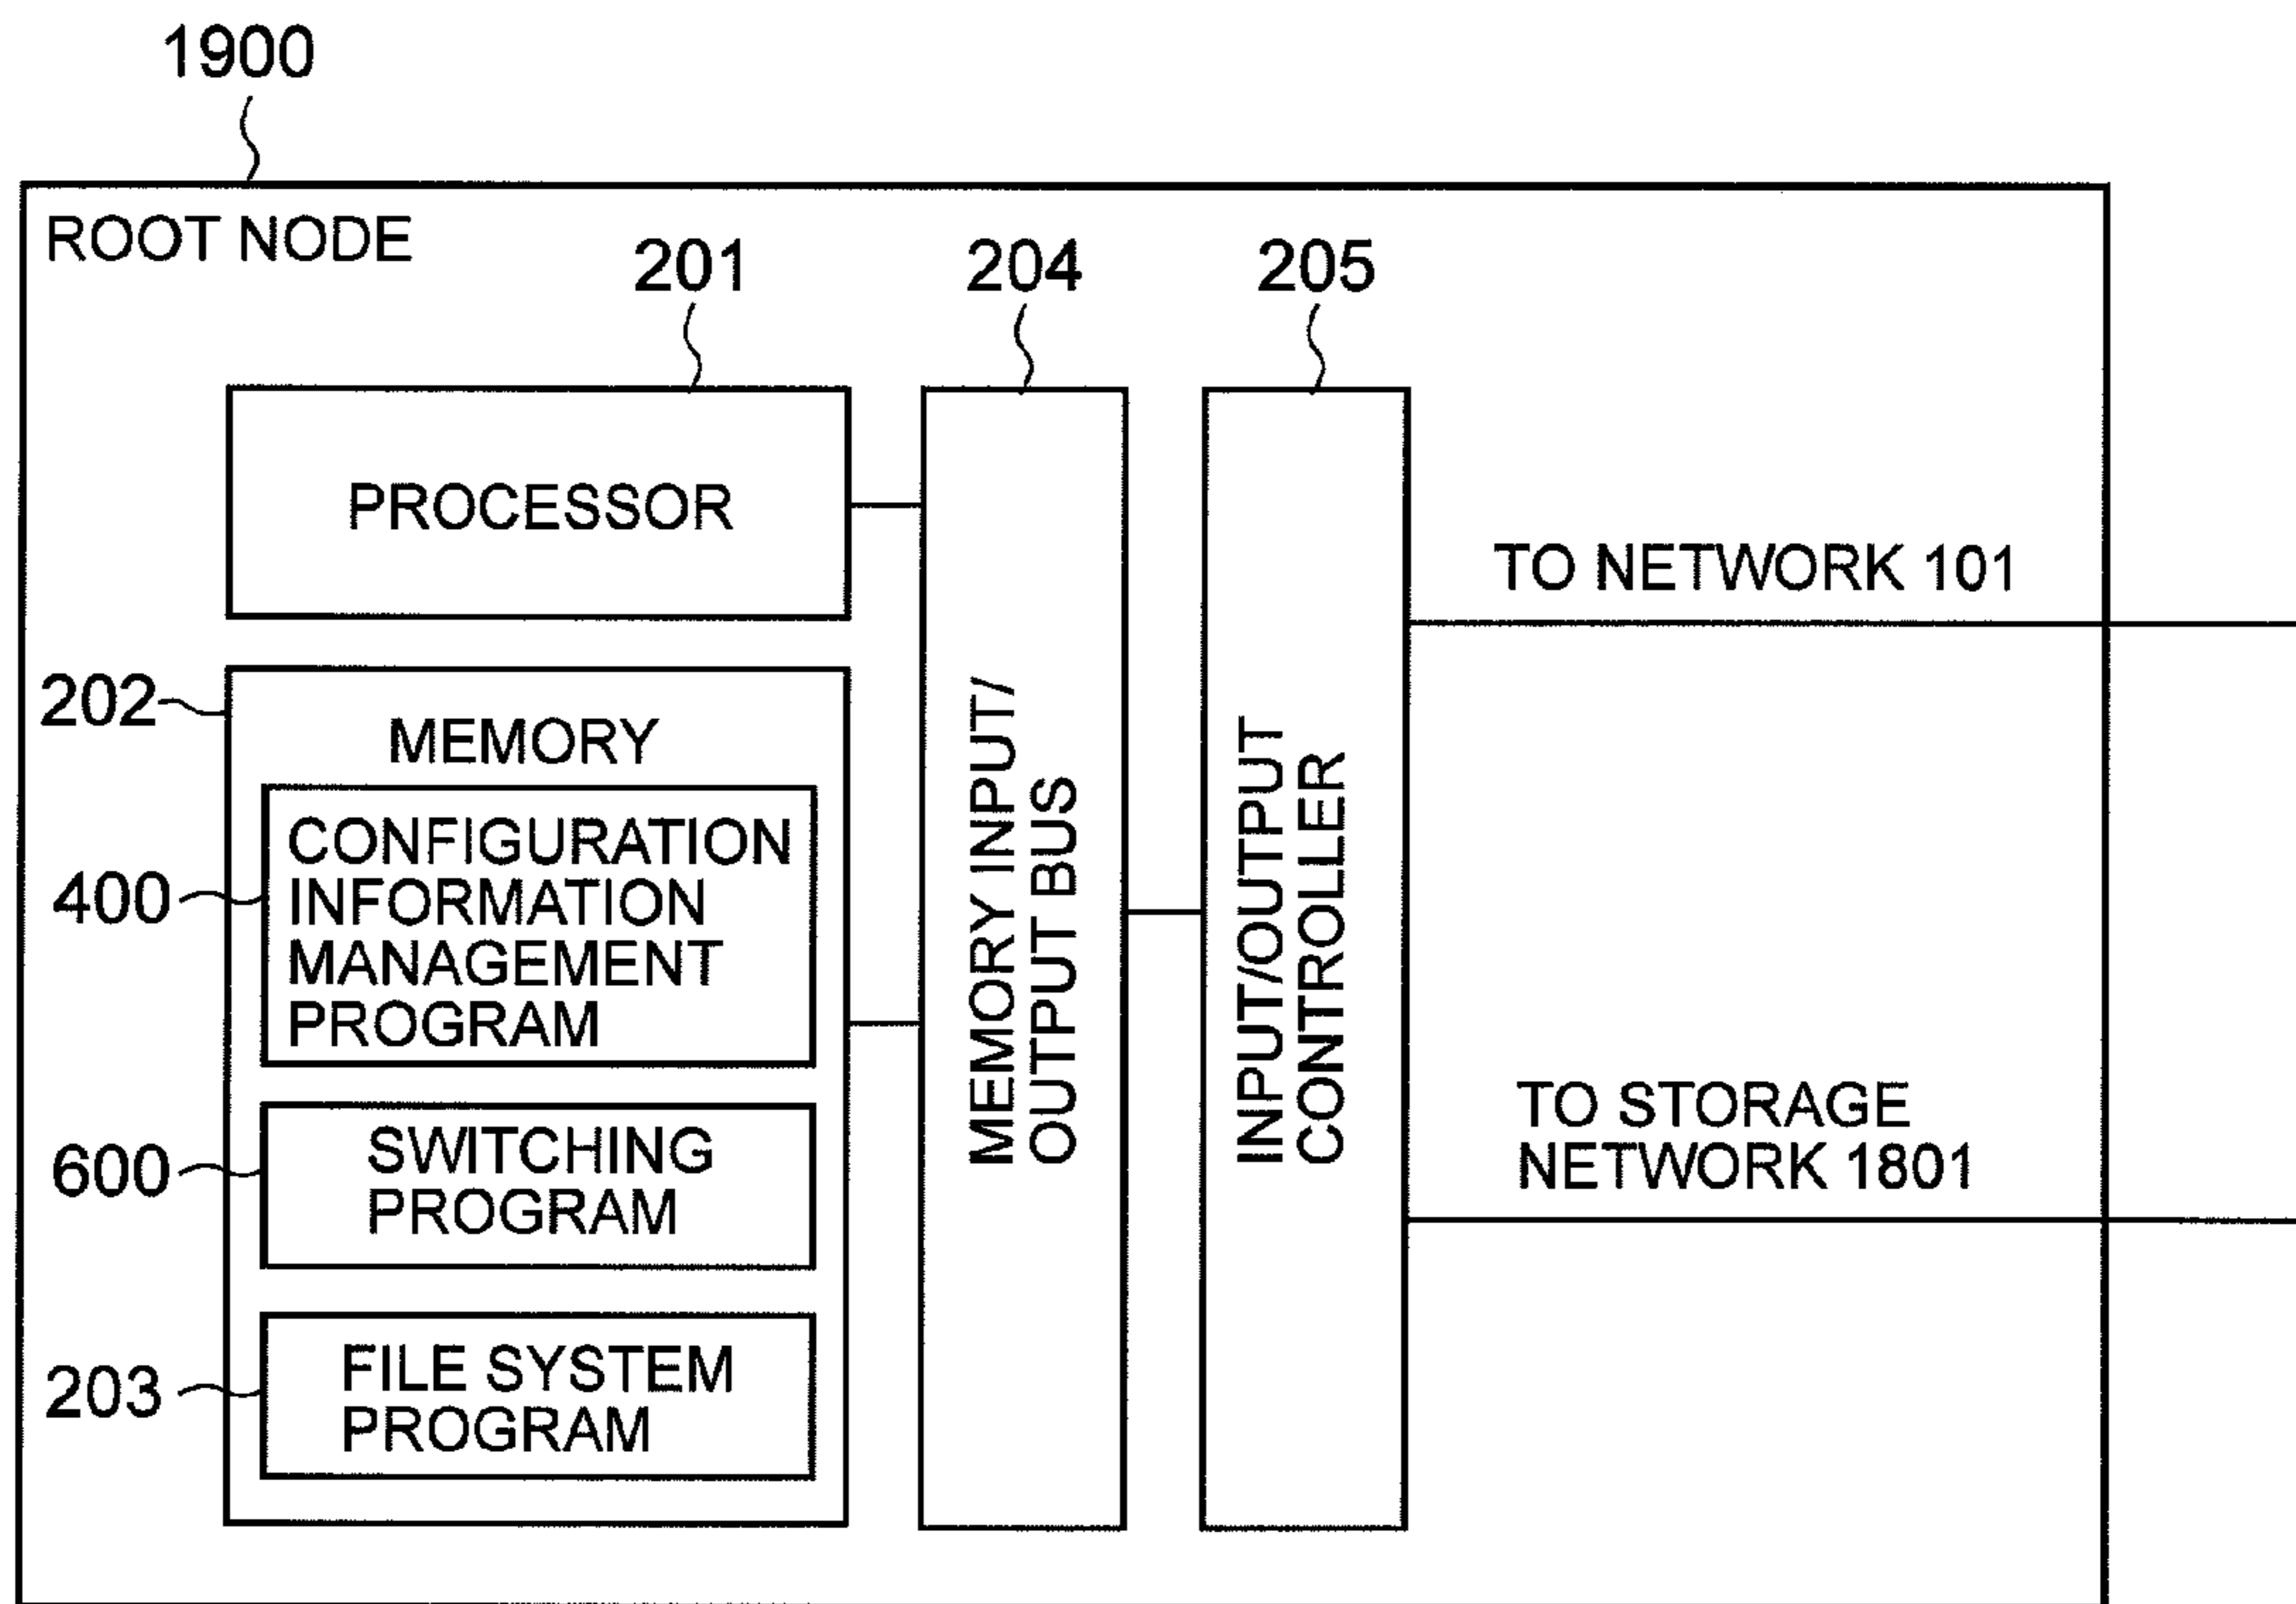 1900
ROOT NODE
201
204
205
PROCESSOR
TO NETWORK 101
202
MEMORY
400
CONFIGURATION
INFORMATION
MANAGEMENT
PROGRAM
MEMORY INPUT/
OUTPUT BUS
INPUT/OUTPUT
CONTROLLER
TO STORAGE
NETWORK 1801
600
SWITCHING
PROGRAM
203
FILE SYSTEM
PROGRAM